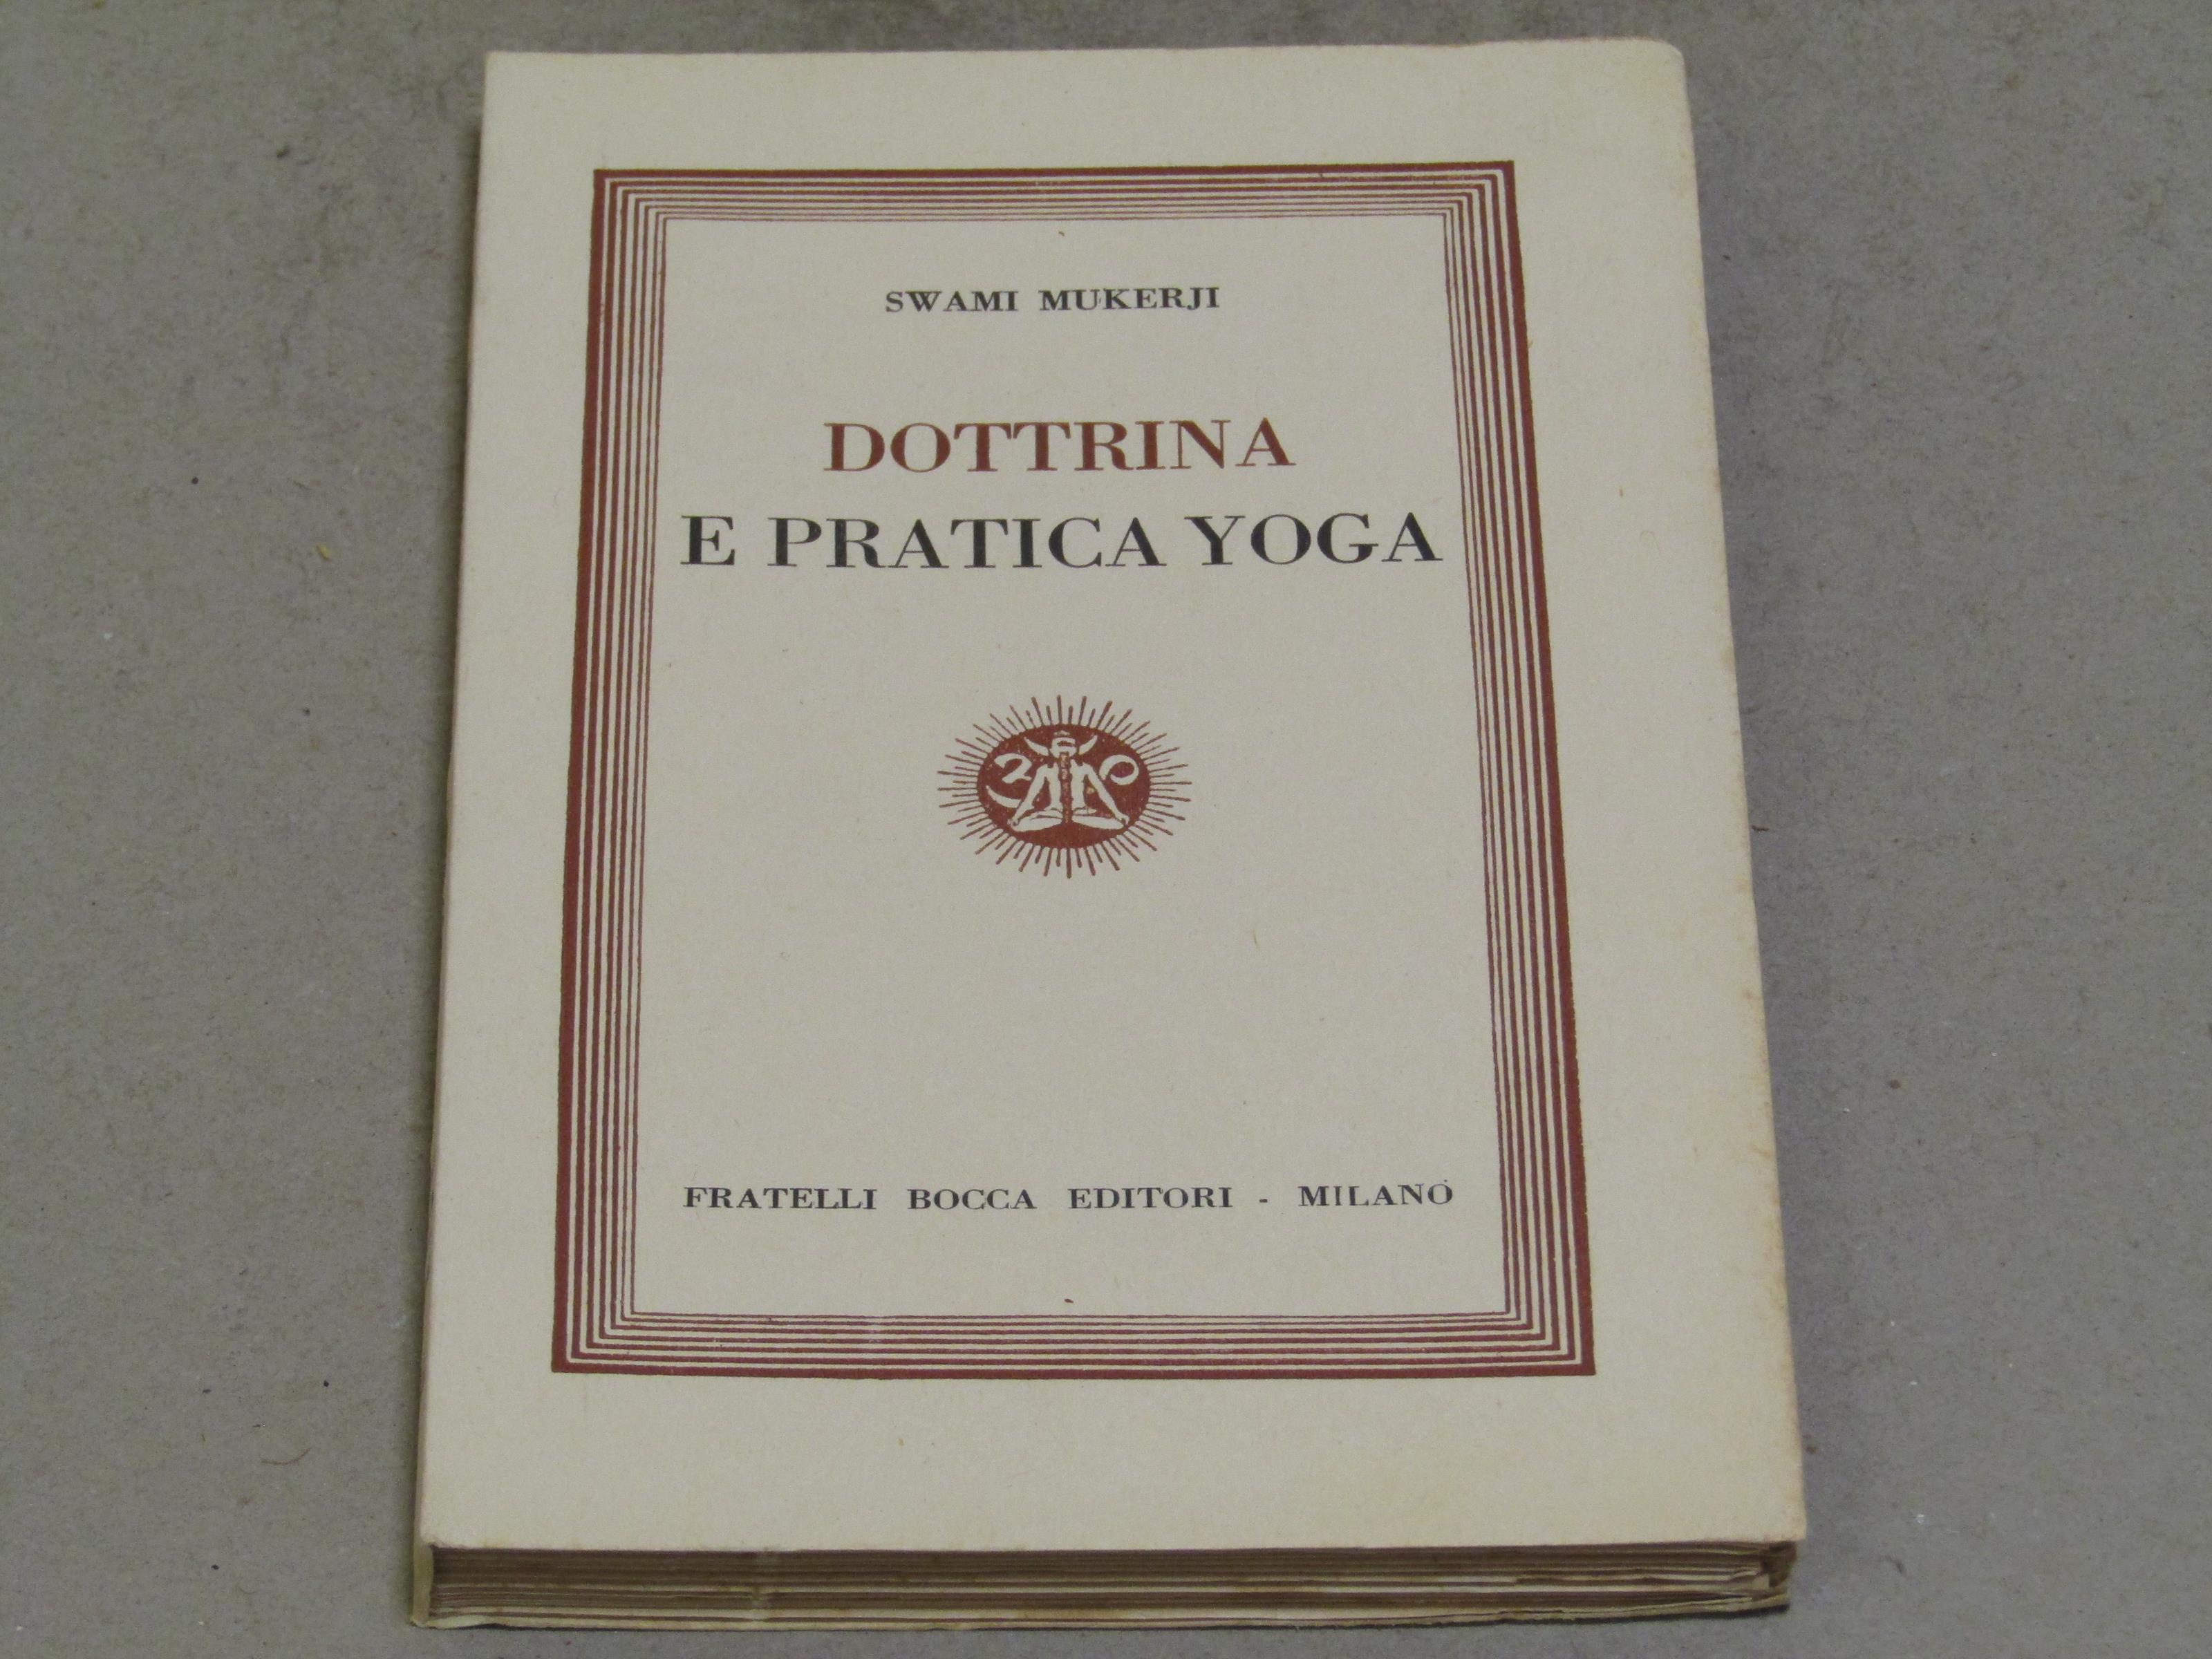 SWAMI MUKERJI
DOTTRINA
E PRATICA YOGA
FRATELLI BOCCA EDITORI - MILANO